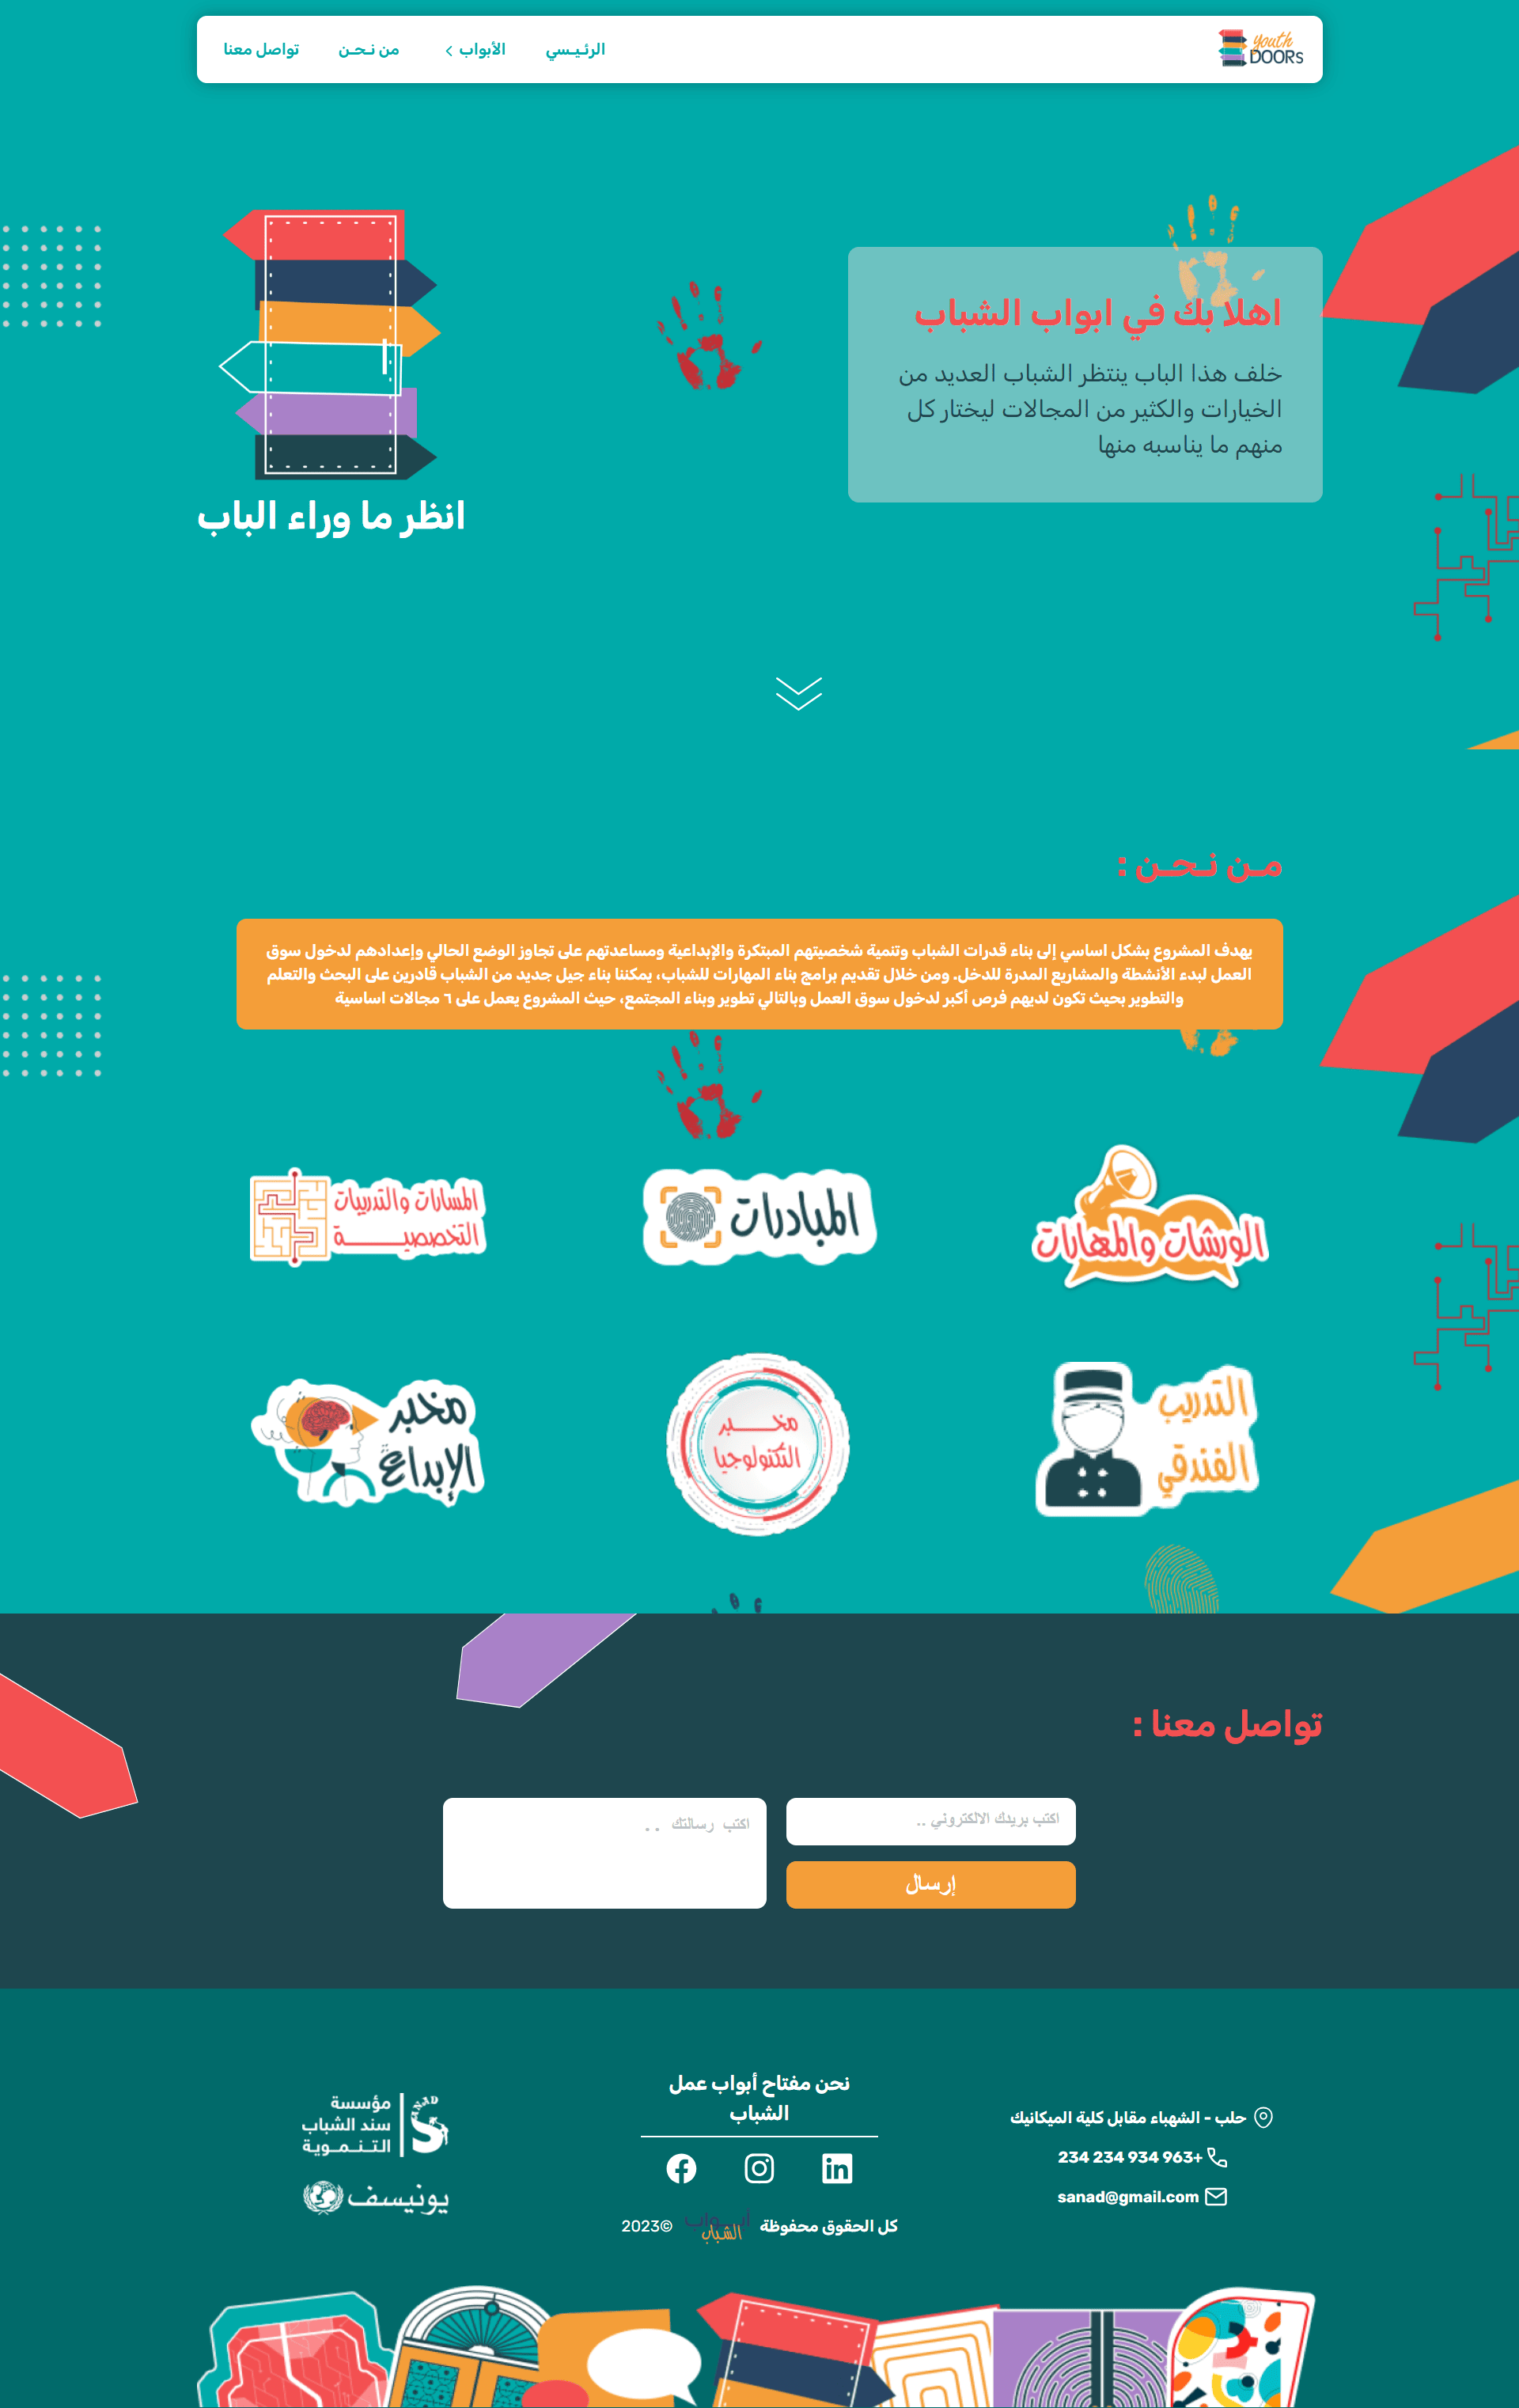 youth
DOORs
الرئـيـسي
الأبواب
من نـحـن
تواصل معنا
اهلا بك في ابواب الشباب
خلف هذا الباب ينتظر الشباب العديد من
الخيارات والكثير من المجالات ليختار كل
منهم ما يناسبه منها
انظر ما وراء الباب
مـن نـحـن :
يهدف المشروع بشكل اساسي إلى بناء قدرات الشباب وتنمية شخصيتهم المبتكرة والإبداعية ومساعدتهم على تجاوز الوضع الحالي وإعدادهم لدخول سوق
العمل لبدء الأنشطة والمشاريع المدرة للدخل. ومن خلال تقديم برامج بناء المهارات للشباب، يمكننا بناء جيل جديد من الشباب قادرين على البحث والتعلم
والتطوير بحيث تكون لديهم فرص أكبر لدخول سوق العمل وبالتالي تطوير وبناء المجتمع، حيث المشروع يعمل على ٦ مجالات اساسية
الورشات والمهارات
المبادرات
المسارات والتدريبات
التخصصيـــة
التدريب
الفندقي
مخـــبر
التكنولوجيا
مخبر
الإبداع
تواصل معنا :
اكتب بريدك الالكتروني ..
اكتب رسالتك ..
إرسال
حلب - الشهباء مقابل كلية الميكانيك
+963 934 234 234
sanad@gmail.com
نحن مفتاح أبواب عمل
الشباب
كل الحقوق محفوظة
أبــواب
الشباب
©2023
SANAD
مؤسسة
سند الشباب
التـنـمـويـة
يونيسف